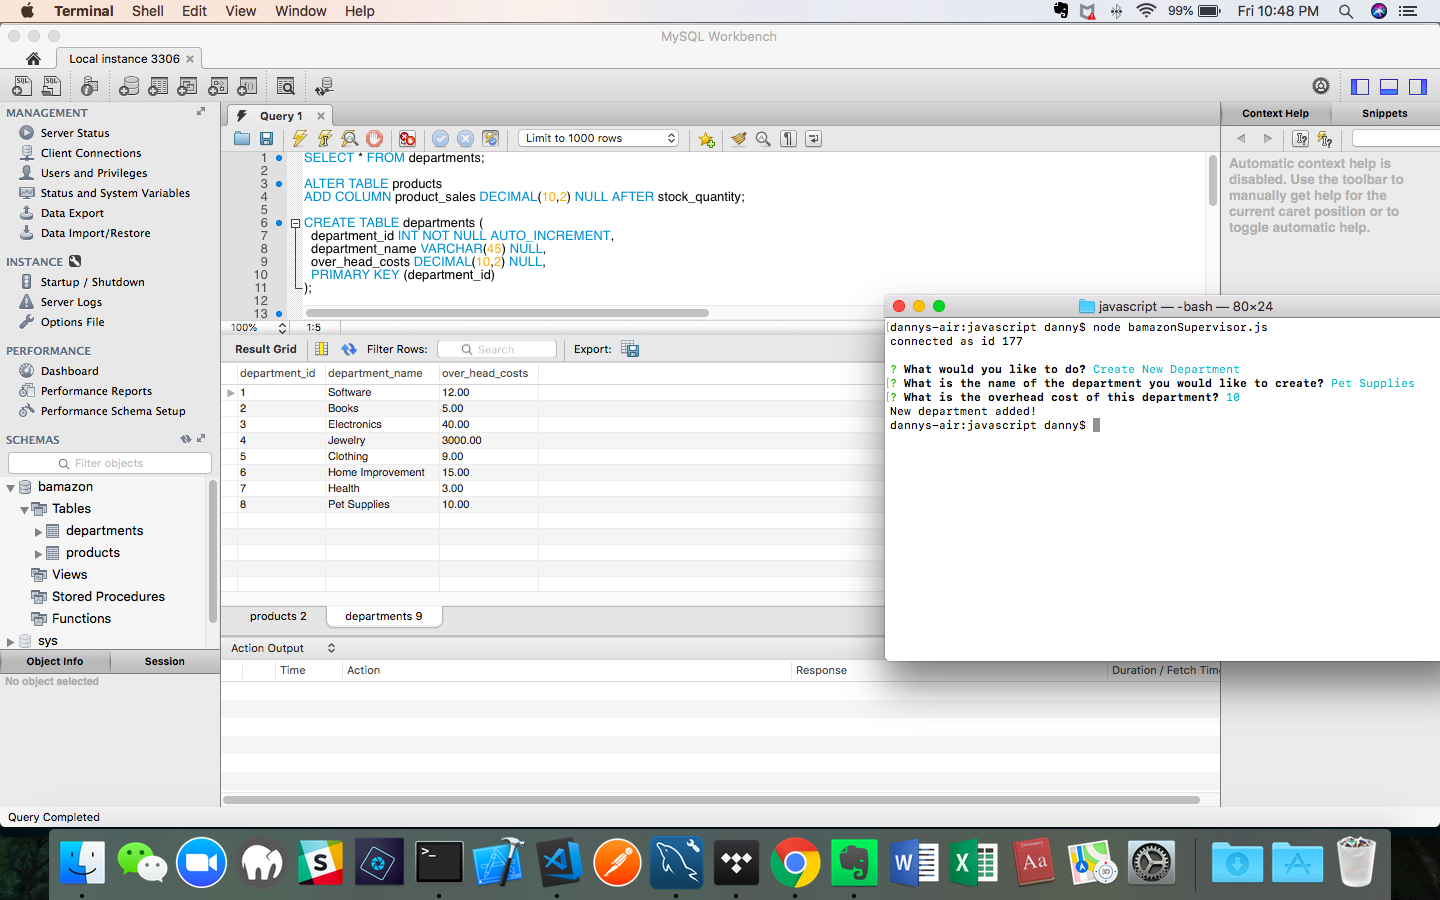 Terminal Shell Edit View Window Help 99% Fri 10:48 PM
MySQL Workbench
Local instance 3306
MANAGEMENT
Server Status
Client Connections
Users and Privileges
Status and System Variables
Data Export
Data Import/Restore
INSTANCE
Startup / Shutdown
Server Logs
Options File
PERFORMANCE
Dashboard
Performance Reports
Performance Schema Setup
SCHEMAS
Filter objects
bamazon
Tables
departments
products
Views
Stored Procedures
Functions
sys
Object Info Session
No object selected
Query 1
Limit to 1000 rows
1 SELECT * FROM departments;
2
3 ALTER TABLE products
4 ADD COLUMN product_sales DECIMAL(10,2) NULL AFTER stock_quantity;
5
6 CREATE TABLE departments (
7 department_id INT NOT NULL AUTO_INCREMENT,
8 department_name VARCHAR(45) NULL,
9 over_head_costs DECIMAL(10,2) NULL,
10 PRIMARY KEY (department_id)
11 );
12
13
100% 1:5
Result Grid Filter Rows: Search Export:
department_id department_name over_head_costs
1 Software 12.00
2 Books 5.00
3 Electronics 40.00
4 Jewelry 3000.00
5 Clothing 9.00
6 Home Improvement 15.00
7 Health 3.00
8 Pet Supplies 10.00
products 2 departments 9
Action Output
Time Action Response Duration / Fetch Time
Context Help Snippets
Automatic context help is
disabled. Use the toolbar to
manually get help for the
current caret position or to
toggle automatic help.
javascript — -bash — 80×24
[dannys-air:javascript danny$ node bamazonSupervisor.js
connected as id 177
? What would you like to do? Create New Department
[? What is the name of the department you would like to create? Pet Supplies
[? What is the overhead cost of this department? 10
New department added!
dannys-air:javascript danny$
Query Completed